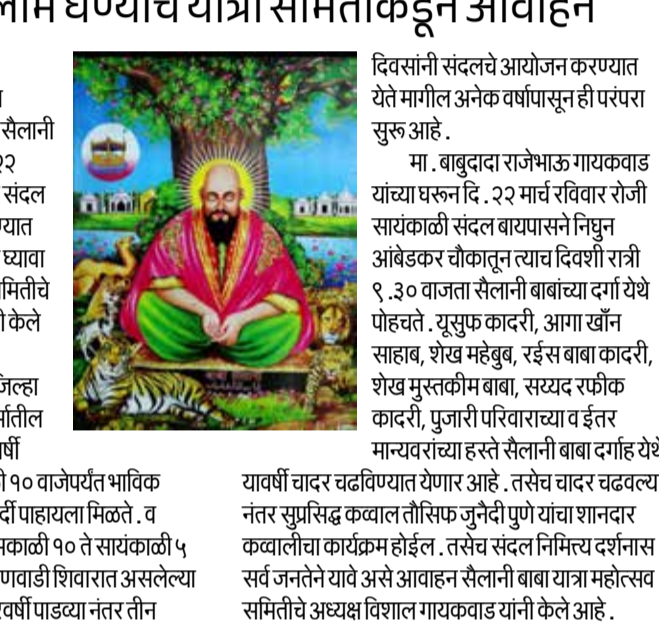 घेण्याचे यात्रा समितीकडून आवाहन
सैलानी
२२
संदल
घ्यावा
केले
१० वाजेपर्यंत भाविक
पाहायला मिळते . व
१० ते सायंकाळी ५
शिवारात असलेल्या
पाडव्या नंतर तीन
दिवसांनी संदलचे आयोजन करण्यात
येते मागील अनेक वर्षापासून ही परंपरा
सुरू आहे .
मा . बाबुदादा राजेभाऊ गायकवाड
यांच्या घरून दि . २२ मार्च रविवार रोजी
सायंकाळी संदल बायपासने निघुन
आंबेडकर चौकातून त्याच दिवशी रात्री
९ .३० वाजता सैलानी बाबांच्या दर्गा येथे
पोहचते . यूसुफ कादरी, आगा खाँन
साहाब, शेख महेबुब, रईस बाबा कादरी,
शेख मुस्तकीम बाबा, सय्यद रफीक
कादरी, पुजारी परिवाराच्या व ईतर
मान्यवरांच्या हस्ते सैलानी बाबा दर्गाह येथे
यावर्षी चादर चढविण्यात येणार आहे . तसेच चादर चढवल्या
नंतर सुप्रसिद्ध कव्वाल तौसिफ जुनैदी पुणे यांचा शानदार
कव्वालीचा कार्यक्रम होईल . तसेच संदल निमित्य दर्शनास
सर्व जनतेने यावे असे आवाहन सैलानी बाबा यात्रा महोत्सव
समितीचे अध्यक्ष विशाल गायकवाड यांनी केले आहे .